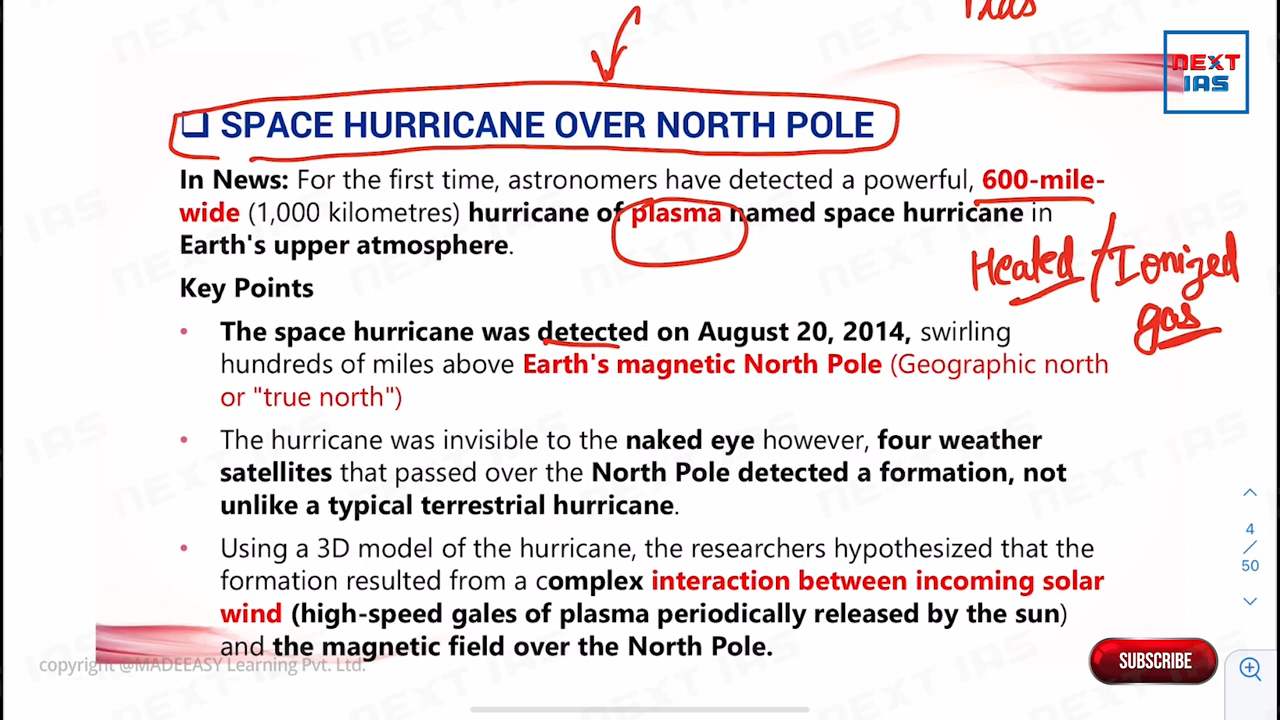 Plas
NEXT
IAS
❑ SPACE HURRICANE OVER NORTH POLE
In News: For the first time, astronomers have detected a powerful, 600-mile-
wide (1,000 kilometres) hurricane of plasma named space hurricane in
Earth's upper atmosphere.
Heated / Ionized
gas
Key Points
• The space hurricane was detected on August 20, 2014, swirling
hundreds of miles above Earth's magnetic North Pole (Geographic north
or "true north")
• The hurricane was invisible to the naked eye however, four weather
satellites that passed over the North Pole detected a formation, not
unlike a typical terrestrial hurricane.
• Using a 3D model of the hurricane, the researchers hypothesized that the
formation resulted from a complex interaction between incoming solar
wind (high-speed gales of plasma periodically released by the sun)
and the magnetic field over the North Pole.
4
/
50
copyright @MADEEASY Learning Pvt. Ltd.
SUBSCRIBE